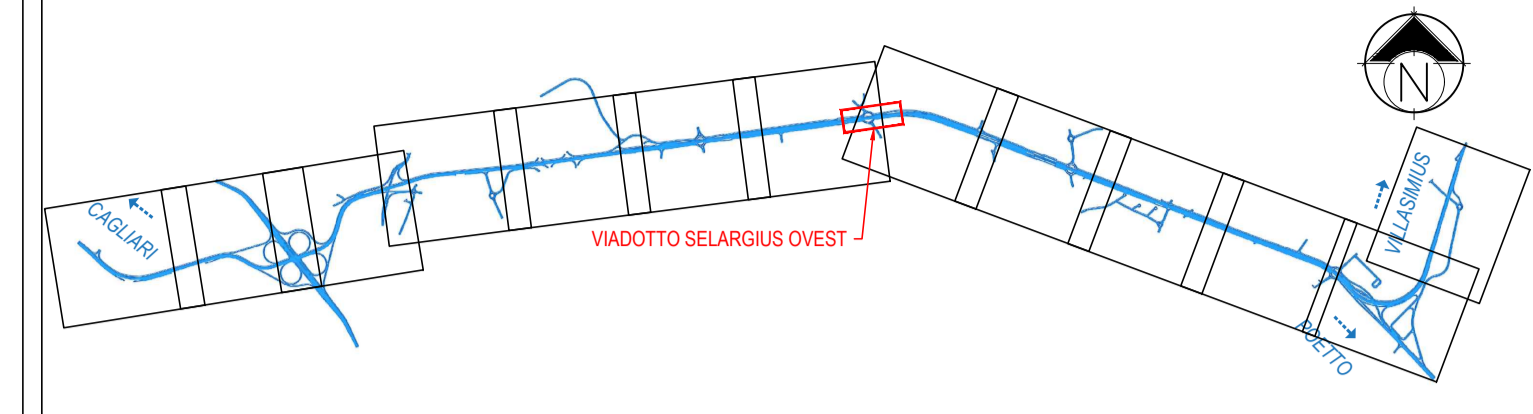 N
CAGLIARI
VIADOTTO SELARGIUS OVEST
VILLASIMIUS
POETTO